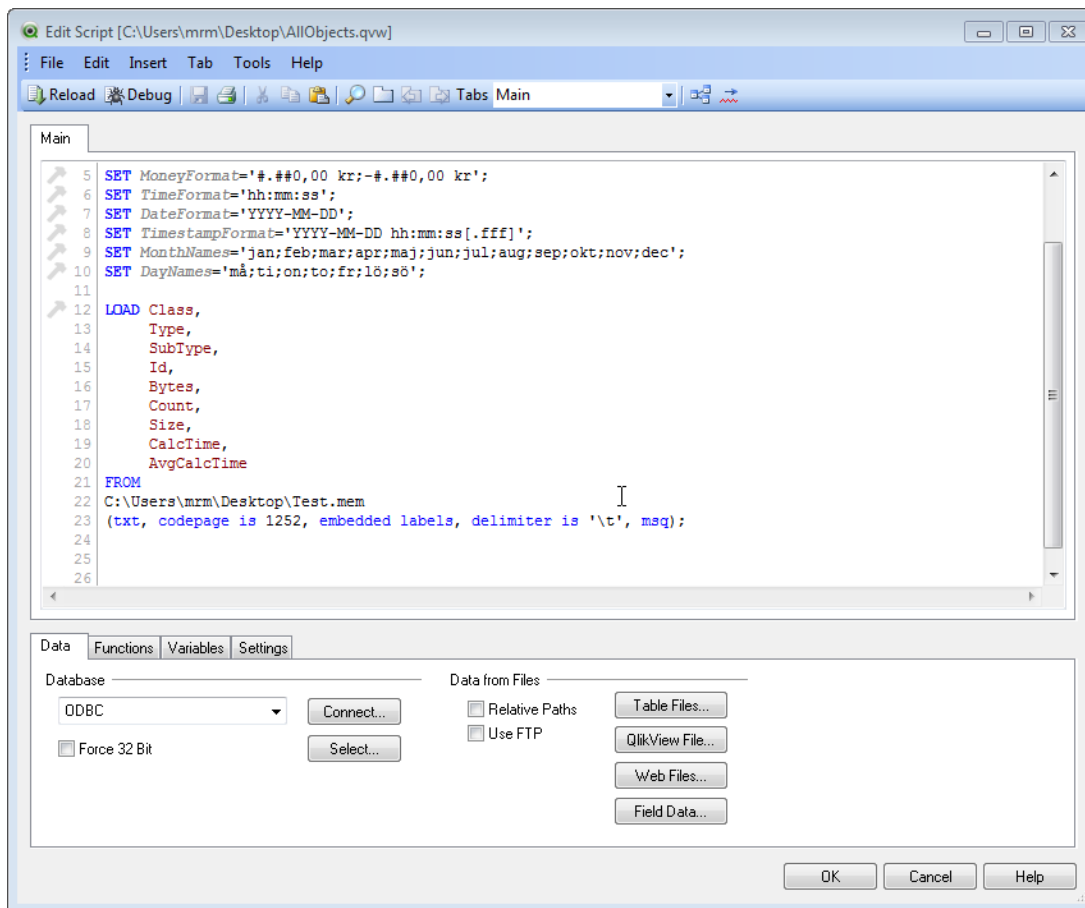 Edit Script [C:\Users\mrm\Desktop\AllObjects.qvw]
File Edit Insert Tab Tools Help
Reload Debug Tabs Main
Main
5 SET MoneyFormat='#.##0,00 kr;-#.##0,00 kr';
6 SET TimeFormat='hh:mm:ss';
7 SET DateFormat='YYYY-MM-DD';
8 SET TimestampFormat='YYYY-MM-DD hh:mm:ss[.fff]';
9 SET MonthNames='jan;feb;mar;apr;maj;jun;jul;aug;sep;okt;nov;dec';
10 SET DayNames='må;ti;on;to;fr;lö;sö';
11
12 LOAD Class,
13 Type,
14 SubType,
15 Id,
16 Bytes,
17 Count,
18 Size,
19 CalcTime,
20 AvgCalcTime
21 FROM
22 C:\Users\mrm\Desktop\Test.mem
23 (txt, codepage is 1252, embedded labels, delimiter is '\t', msq);
24
25
26
Data Functions Variables Settings
Database
ODBC
Connect...
Force 32 Bit
Select...
Data from Files
Relative Paths
Use FTP
Table Files...
QlikView File...
Web Files...
Field Data...
OK Cancel Help